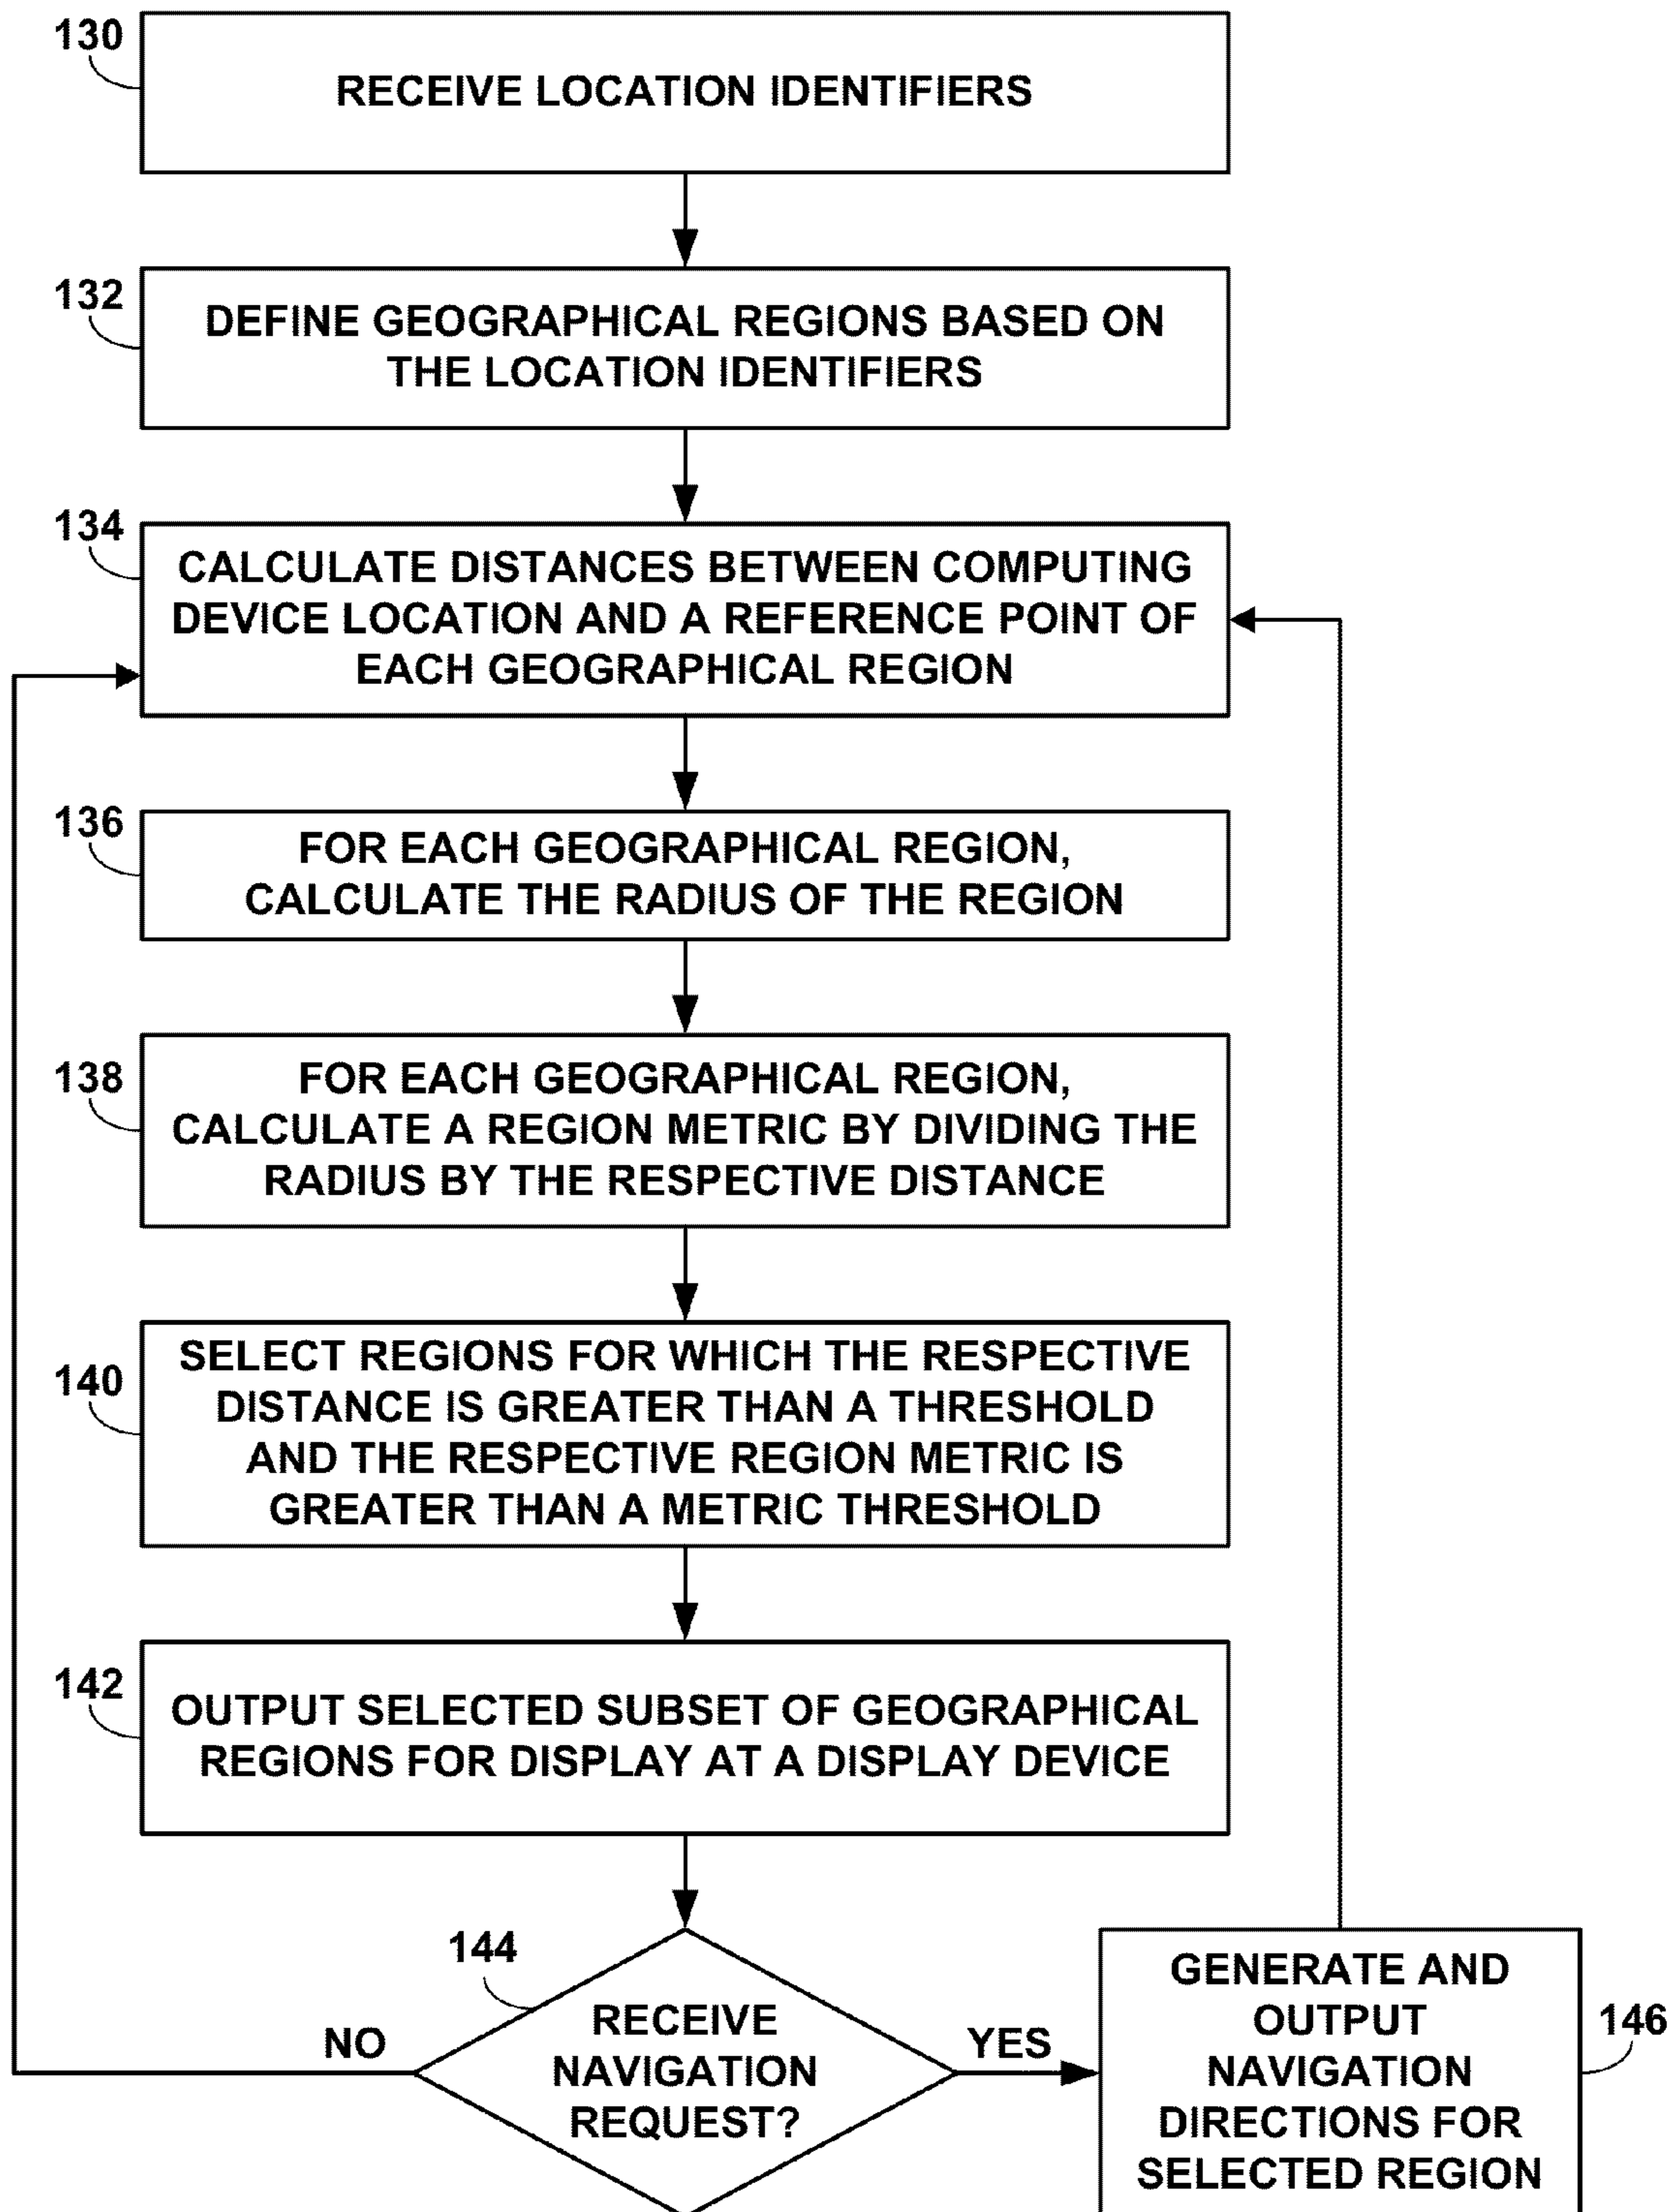 130
RECEIVE LOCATION IDENTIFIERS
132
DEFINE GEOGRAPHICAL REGIONS BASED ON
THE LOCATION IDENTIFIERS
134
CALCULATE DISTANCES BETWEEN COMPUTING
DEVICE LOCATION AND A REFERENCE POINT OF
EACH GEOGRAPHICAL REGION
136
FOR EACH GEOGRAPHICAL REGION,
CALCULATE THE RADIUS OF THE REGION
138
FOR EACH GEOGRAPHICAL REGION,
CALCULATE A REGION METRIC BY DIVIDING THE
RADIUS BY THE RESPECTIVE DISTANCE
140
SELECT REGIONS FOR WHICH THE RESPECTIVE
DISTANCE IS GREATER THAN A THRESHOLD
AND THE RESPECTIVE REGION METRIC IS
GREATER THAN A METRIC THRESHOLD
142
OUTPUT SELECTED SUBSET OF GEOGRAPHICAL
REGIONS FOR DISPLAY AT A DISPLAY DEVICE
144
RECEIVE
NAVIGATION
REQUEST?
NO
YES
GENERATE AND
OUTPUT
NAVIGATION
DIRECTIONS FOR
SELECTED REGION
146